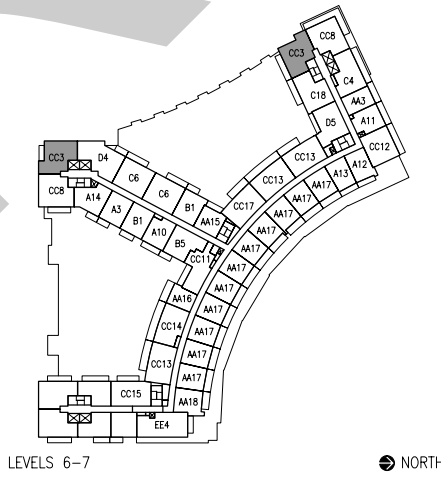 CC8
CC3
C4
C18
AA3
A11
D5
CC12
CC3
D4
CC13
A12
CC13
A13
C6
AA17
CC8
C6
AA17
A14
B1
CC17
AA17
A3
AA15
AA17
B1
AA17
A10
AA17
B5
CC11
AA17
AA17
AA16
AA17
CC14
AA17
AA17
CC13
AA17
CC15
AA18
EE4
LEVELS 6-7
NORTH